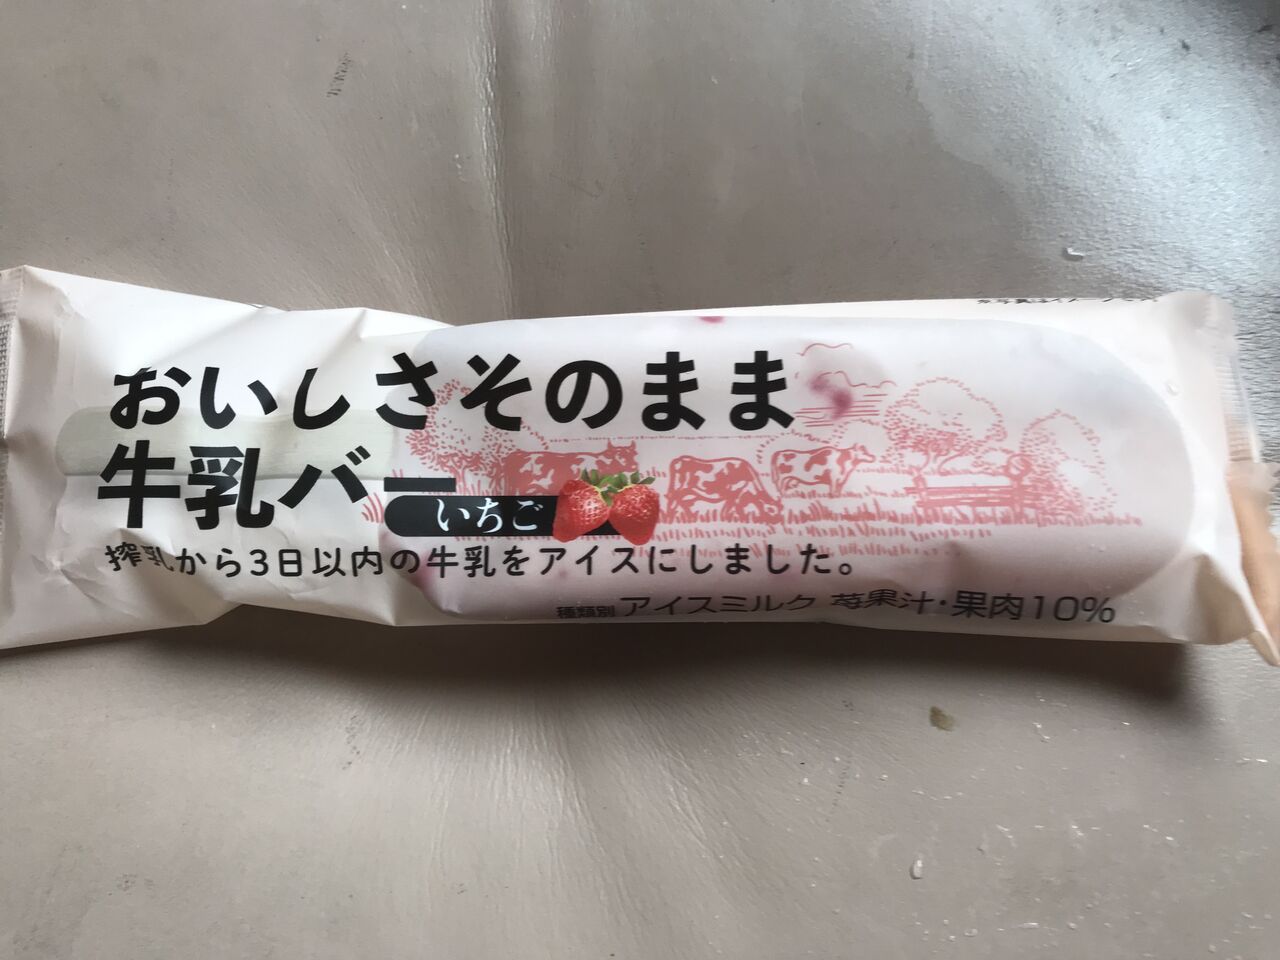 おいしさそのまま
牛乳バー
いちご
搾乳から3日以内の牛乳をアイスにしました。
種類別 アイスミルク 苺果汁・果肉10%